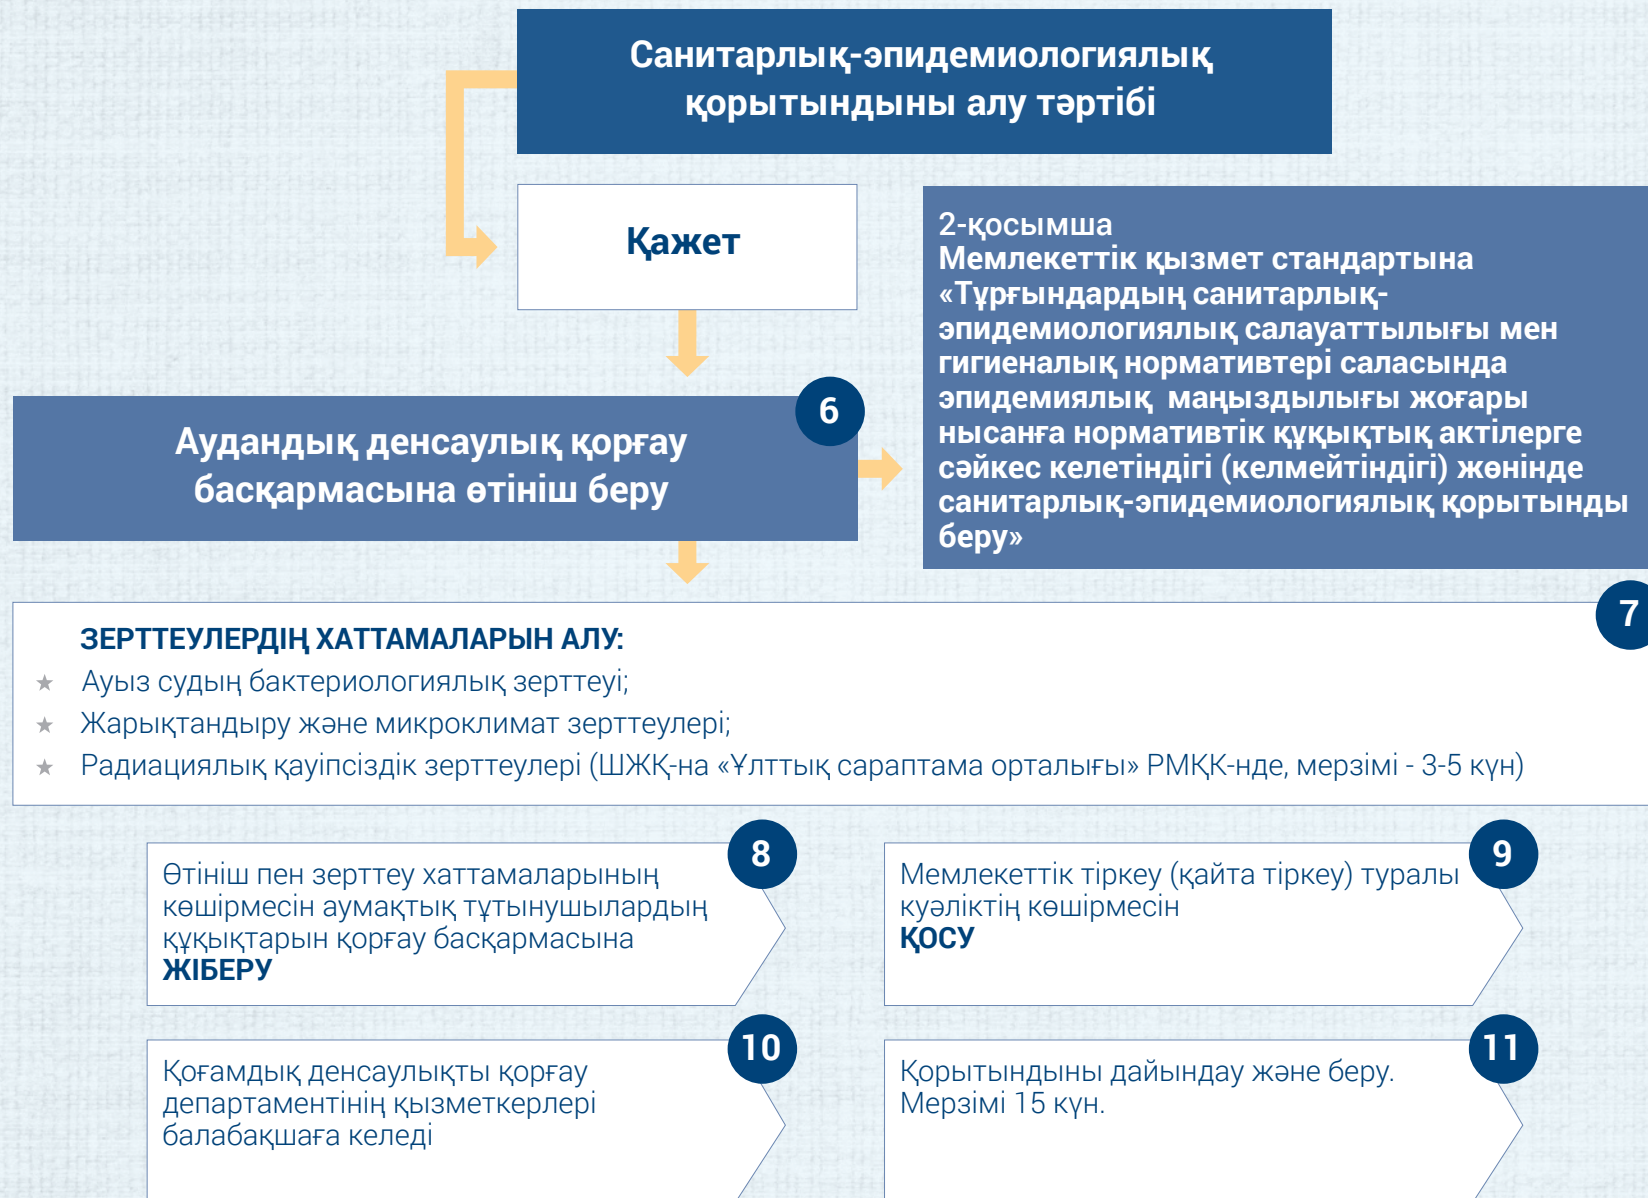 Санитарлық-эпидемиологиялық
қорытындыны алу тәртібі
Қажет
2-қосымша
Мемлекеттік қызмет стандартына
«Тұрғындардың санитарлық-
эпидемиологиялық салауаттылығы мен
гигиеналық нормативтері саласында
эпидемиялық маңыздылығы жоғары
нысанға нормативтік құқықтық актілерге
сәйкес келетіндігі (келмейтіндігі) жөнінде
санитарлық-эпидемиологиялық қорытынды
беру»
6
Аудандық денсаулық қорғау
басқармасына өтініш беру
7
ЗЕРТТЕУЛЕРДІҢ ХАТТАМАЛАРЫН АЛУ:
★ Ауыз судың бактериологиялық зерттеуі;
★ Жарықтандыру және микроклимат зерттеулері;
★ Радиациялық қауіпсіздік зерттеулері (ШЖҚ-на «Ұлттық сараптама орталығы» РМҚК-нде, мерзімі - 3-5 күн)
8
Өтініш пен зерттеу хаттамаларының
көшірмесін аумақтық тұтынушылардың
құқықтарын қорғау басқармасына
ЖІБЕРУ
9
Мемлекеттік тіркеу (қайта тіркеу) туралы
куәліктің көшірмесін
ҚОСУ
10
Қоғамдық денсаулықты қорғау
департаментінің қызметкерлері
балабақшаға келеді
11
Қорытындыны дайындау және беру.
Мерзімі 15 күн.